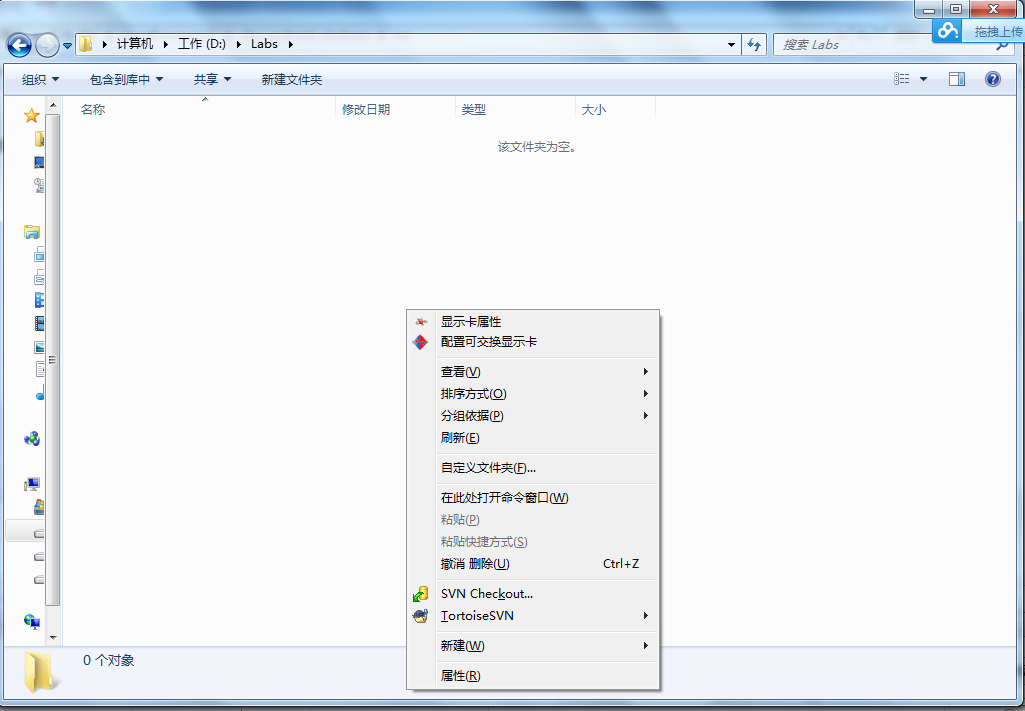 拖拽上传
计算机 工作 (D:) Labs
搜索 Labs
组织 包含到库中 共享 新建文件夹
名称 修改日期 类型 大小
该文件夹为空。
显示卡属性
配置可交换显示卡
查看(V)
排序方式(O)
分组依据(P)
刷新(E)
自定义文件夹(F)...
在此处打开命令窗口(W)
粘贴(P)
粘贴快捷方式(S)
撤消 删除(U) Ctrl+Z
SVN Checkout...
TortoiseSVN
新建(W)
属性(R)
0 个对象